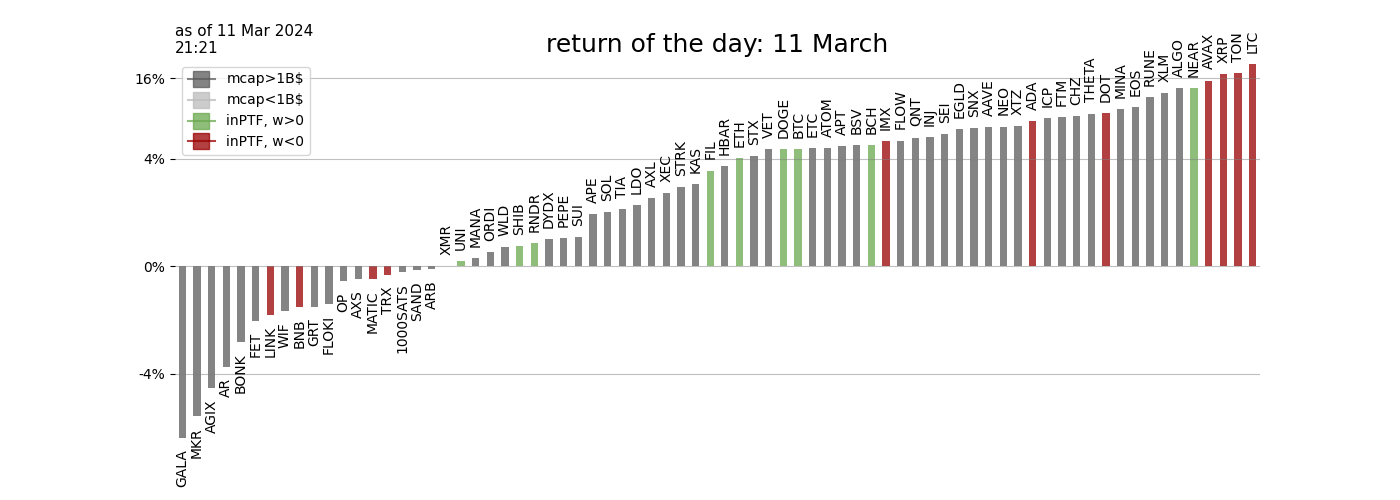 as of 11 Mar 2024
21:21
return of the day: 11 March
mcap>1B$
mcap<1B$
inPTF, w>0
inPTF, w<0
16%
4%
0%
-4%
GALA
MKR
AGIX
AR
BONK
FET
LINK
WIF
BNB
GRT
FLOKI
OP
AXS
MATIC
TRX
1000SATS
SAND
ARB
XMR
UNI
MANA
ORDI
WLD
SHIB
RNDR
DYDX
PEPE
SUI
APE
SOL
TIA
LDO
AXL
XEC
STRK
KAS
FIL
HBAR
ETH
STX
VET
DOGE
BTC
ETC
ATOM
APT
BSV
BCH
IMX
FLOW
QNT
INJ
SEI
EGLD
SNX
AAVE
NEO
XTZ
ADA
ICP
FTM
CHZ
THETA
DOT
MINA
EOS
RUNE
XLM
ALGO
NEAR
AVAX
XRP
TON
LTC